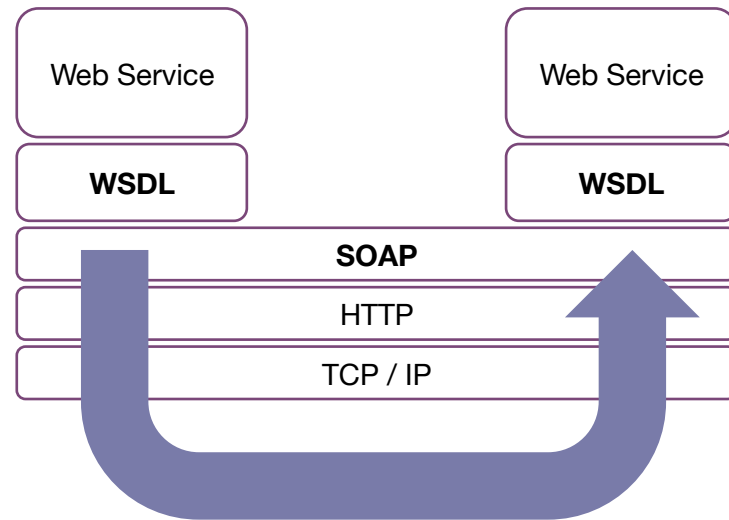 Web Service
Web Service
WSDL
WSDL
SOAP
HTTP
TCP / IP